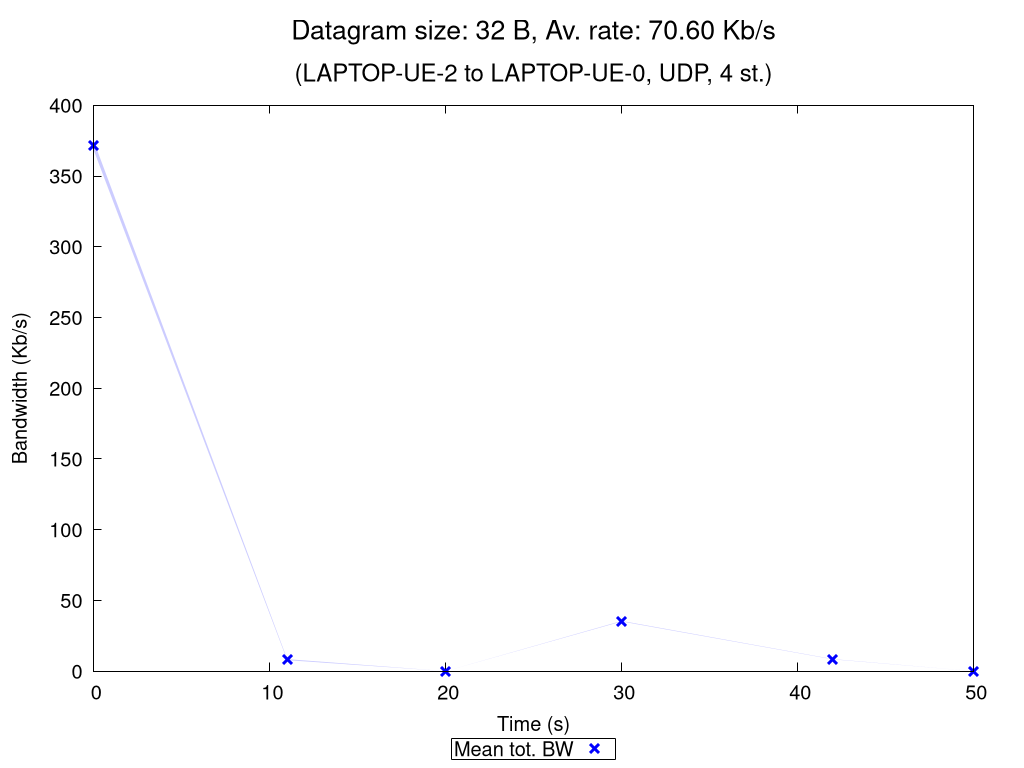 Datagram size: 32 B, Av. rate: 70.60 Kb/s
(LAPTOP-UE-2 to LAPTOP-UE-0, UDP, 4 st.)
400
350
300
250
200
150
100
50
0
Bandwidth (Kb/s)
0 10 20 30 40 50
Time (s)
Mean tot. BW